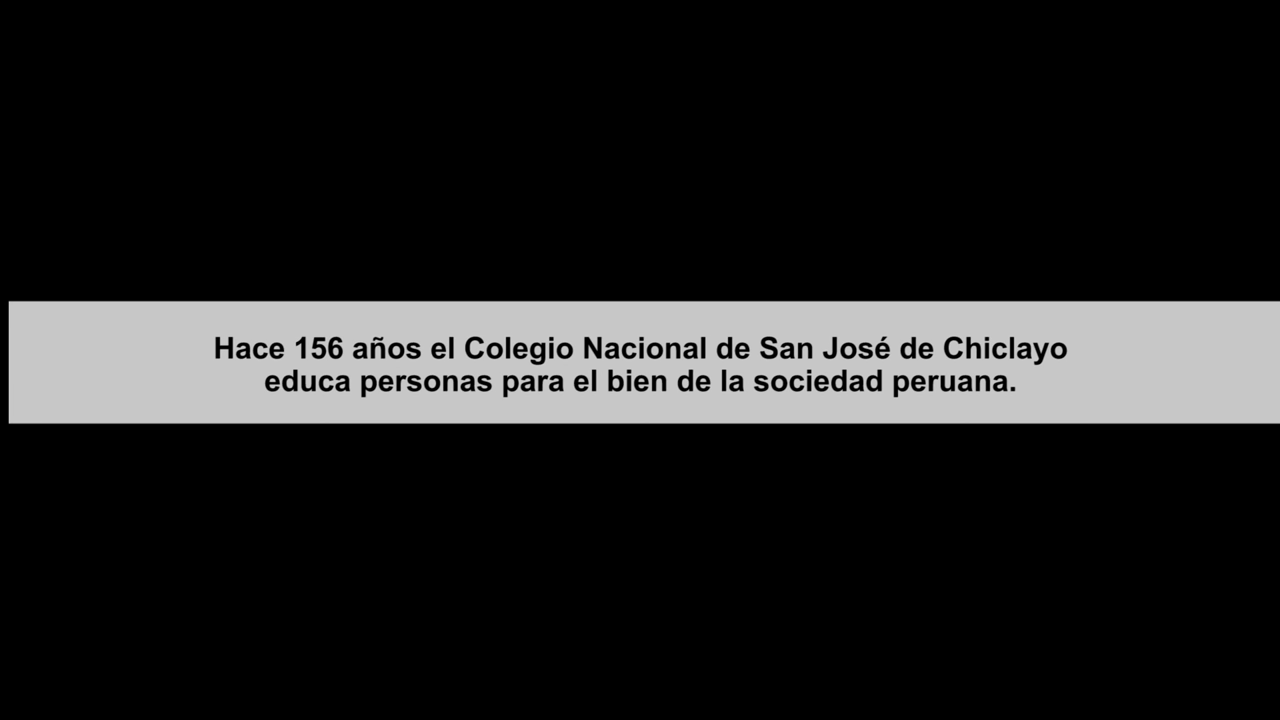 Hace 156 años el Colegio Nacional de San José de Chiclayo
educa personas para el bien de la sociedad peruana.